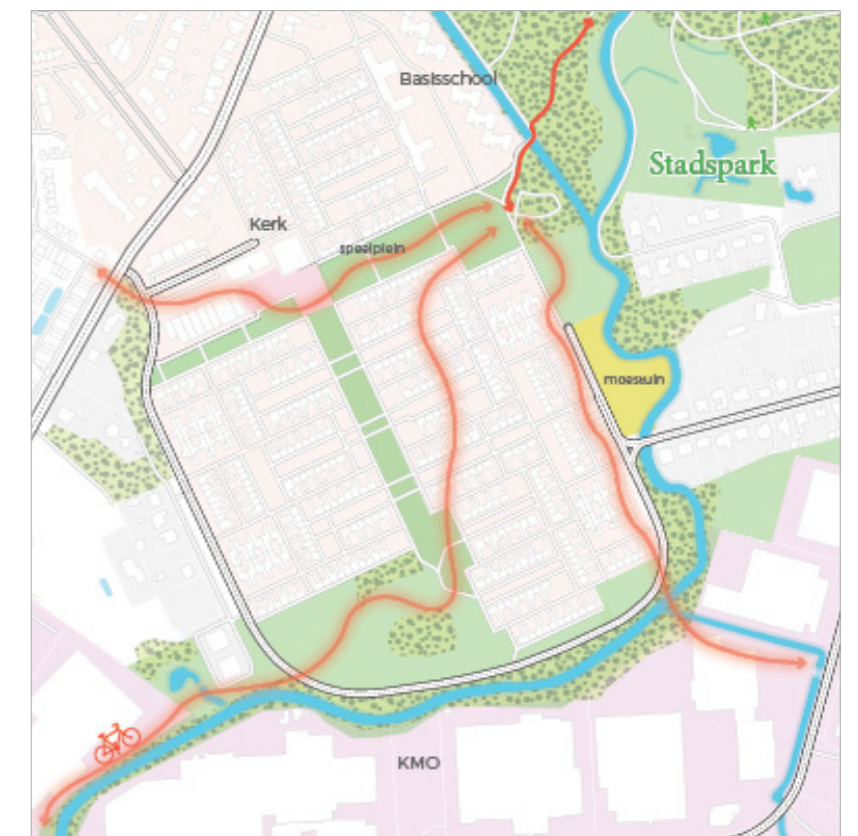 Basisschool
Stadspark
Kerk
speelplein
moestuin
KMO